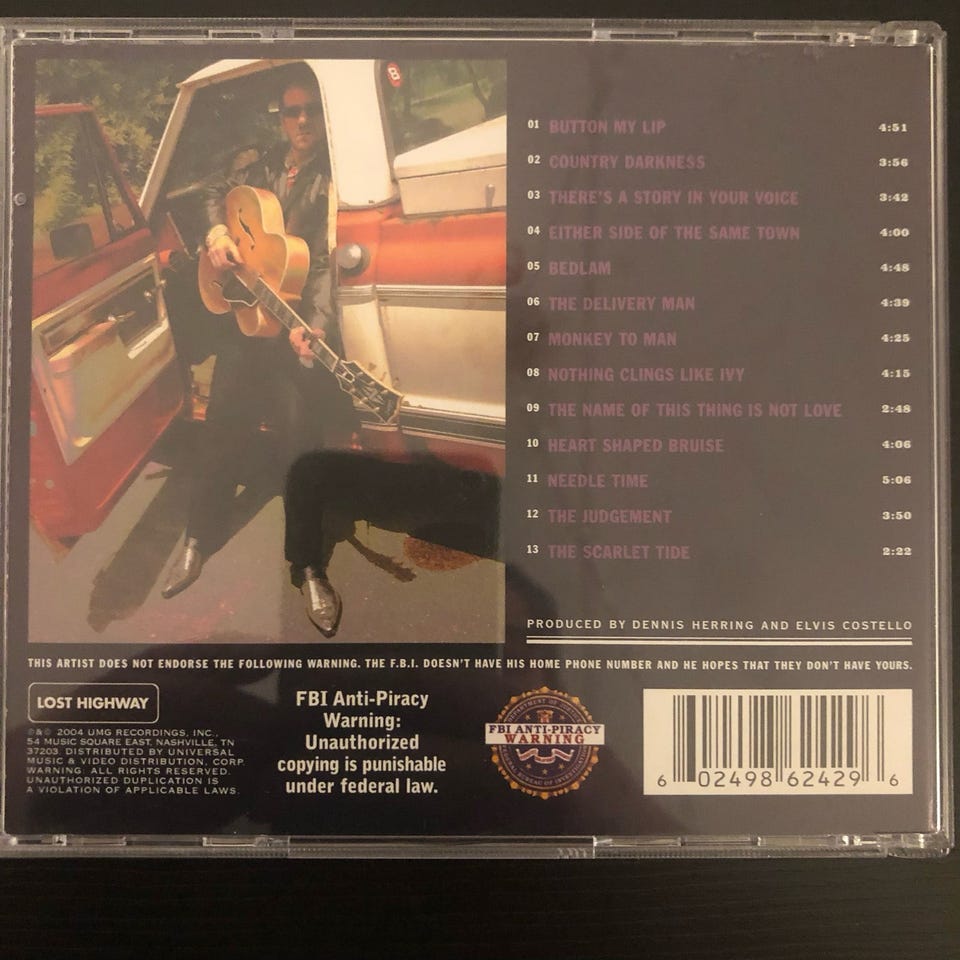 01 BUTTON MY LIP 4:51
02 COUNTRY DARKNESS 3:56
03 THERE'S A STORY IN YOUR VOICE 3:42
04 EITHER SIDE OF THE SAME TOWN 4:00
05 BEDLAM 4:48
06 THE DELIVERY MAN 4:39
07 MONKEY TO MAN 4:25
08 NOTHING CLINGS LIKE IVY 4:15
09 THE NAME OF THIS THING IS NOT LOVE 2:48
10 HEART SHAPED BRUISE 4:06
11 NEEDLE TIME 5:06
12 THE JUDGEMENT 3:50
13 THE SCARLET TIDE 2:22
PRODUCED BY DENNIS HERRING AND ELVIS COSTELLO
THIS ARTIST DOES NOT ENDORSE THE FOLLOWING WARNING. THE F.B.I. DOESN'T HAVE HIS HOME PHONE NUMBER AND HE HOPES THAT THEY DON'T HAVE YOURS.
LOST HIGHWAY
℗&© 2004 UMG RECORDINGS, INC.,
54 MUSIC SQUARE EAST, NASHVILLE, TN
37203. DISTRIBUTED BY UNIVERSAL
MUSIC & VIDEO DISTRIBUTION, CORP.
WARNING: ALL RIGHTS RESERVED.
UNAUTHORIZED DUPLICATION IS
A VIOLATION OF APPLICABLE LAWS.
FBI Anti-Piracy
Warning:
Unauthorized
copying is punishable
under federal law.
DEPARTMENT OF JUSTICE
FBI ANTI-PIRACY
WARNING
FEDERAL BUREAU OF INVESTIGATION
6 02498 62429 6